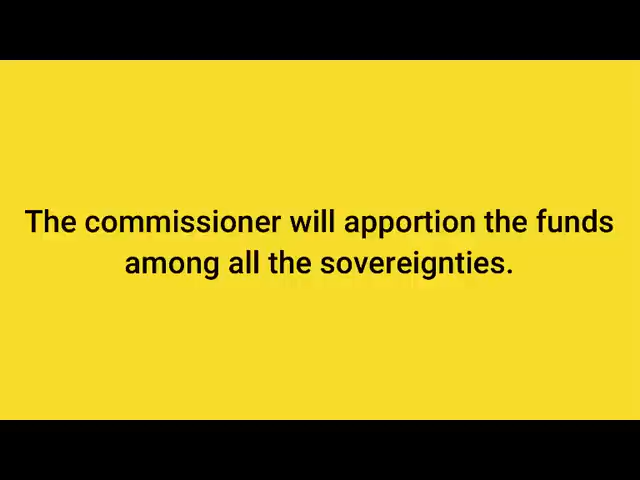 The commissioner will apportion the funds
among all the sovereignties.